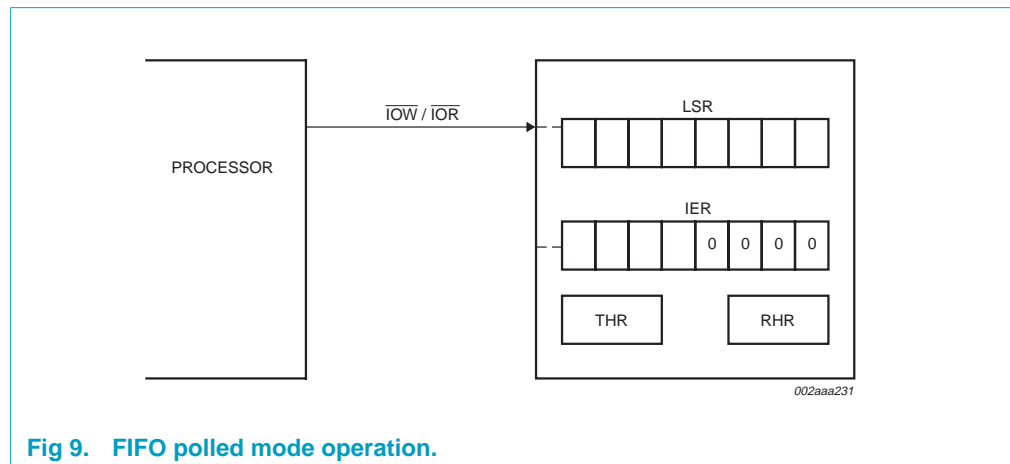 LSR
IOW / IOR
PROCESSOR
IER
0 0 0 0
THR RHR
002aaa231
Fig 9. FIFO polled mode operation.